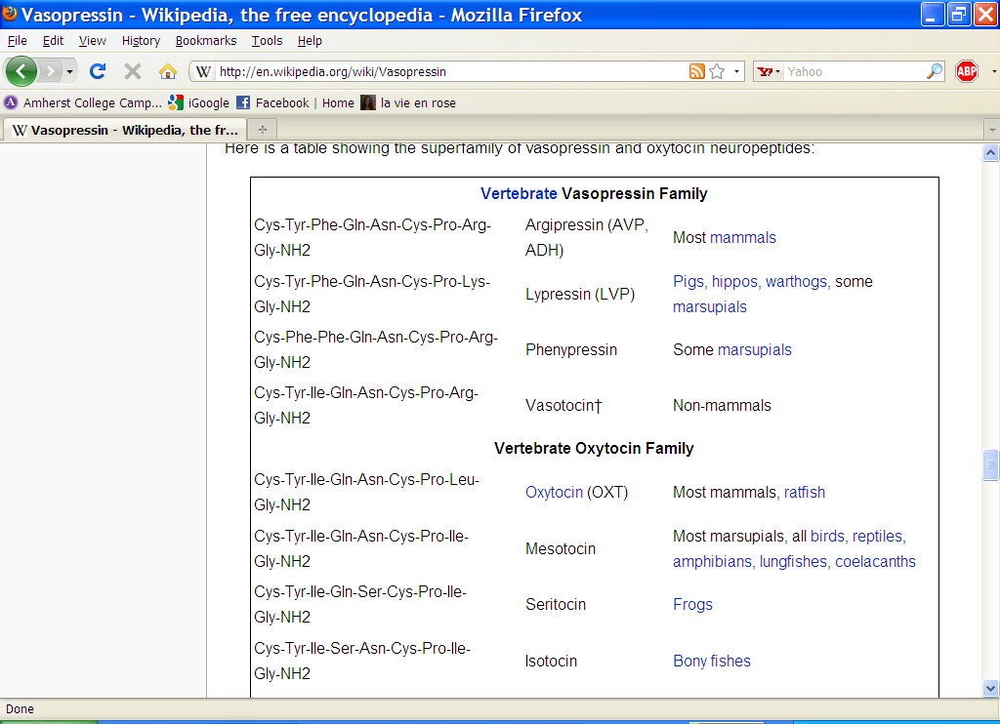 Vasopressin - Wikipedia, the free encyclopedia - Mozilla Firefox
File Edit View History Bookmarks Tools Help
W http://en.wikipedia.org/wiki/Vasopressin Yahoo ABP
Amherst College Camp... iGoogle Facebook | Home la vie en rose
W Vasopressin - Wikipedia, the fr...
Here is a table showing the superfamily of vasopressin and oxytocin neuropeptides:
Vertebrate Vasopressin Family
Cys-Tyr-Phe-Gln-Asn-Cys-Pro-Arg- Argipressin (AVP, Most mammals
Gly-NH2 ADH)
Cys-Tyr-Phe-Gln-Asn-Cys-Pro-Lys- Lypressin (LVP) Pigs, hippos, warthogs, some
Gly-NH2 marsupials
Cys-Phe-Phe-Gln-Asn-Cys-Pro-Arg- Phenypressin Some marsupials
Gly-NH2
Cys-Tyr-Ile-Gln-Asn-Cys-Pro-Arg- Vasotocin† Non-mammals
Gly-NH2
Vertebrate Oxytocin Family
Cys-Tyr-Ile-Gln-Asn-Cys-Pro-Leu- Oxytocin (OXT) Most mammals, ratfish
Gly-NH2
Cys-Tyr-Ile-Gln-Asn-Cys-Pro-Ile- Mesotocin Most marsupials, all birds, reptiles,
Gly-NH2 amphibians, lungfishes, coelacanths
Cys-Tyr-Ile-Gln-Ser-Cys-Pro-Ile- Seritocin Frogs
Gly-NH2
Cys-Tyr-Ile-Ser-Asn-Cys-Pro-Ile- Isotocin Bony fishes
Gly-NH2
Done